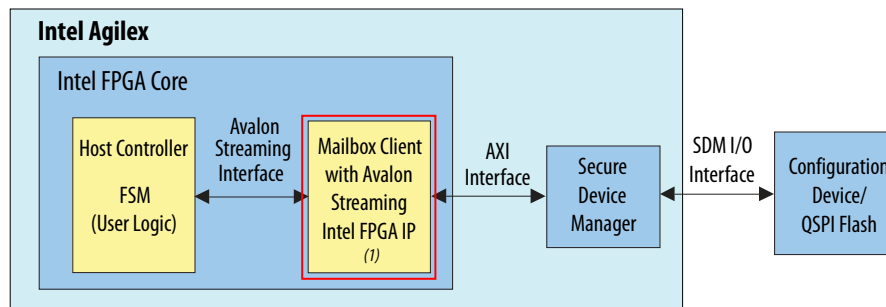 Intel Agilex
Intel FPGA Core
Host Controller
FSM
(User Logic)
Avalon
Streaming
Interface
Mailbox Client
with Avalon
Streaming
Intel FPGA IP
(1)
AXI
Interface
Secure
Device
Manager
SDM I/O
Interface
Configuration
Device/
QSPI Flash